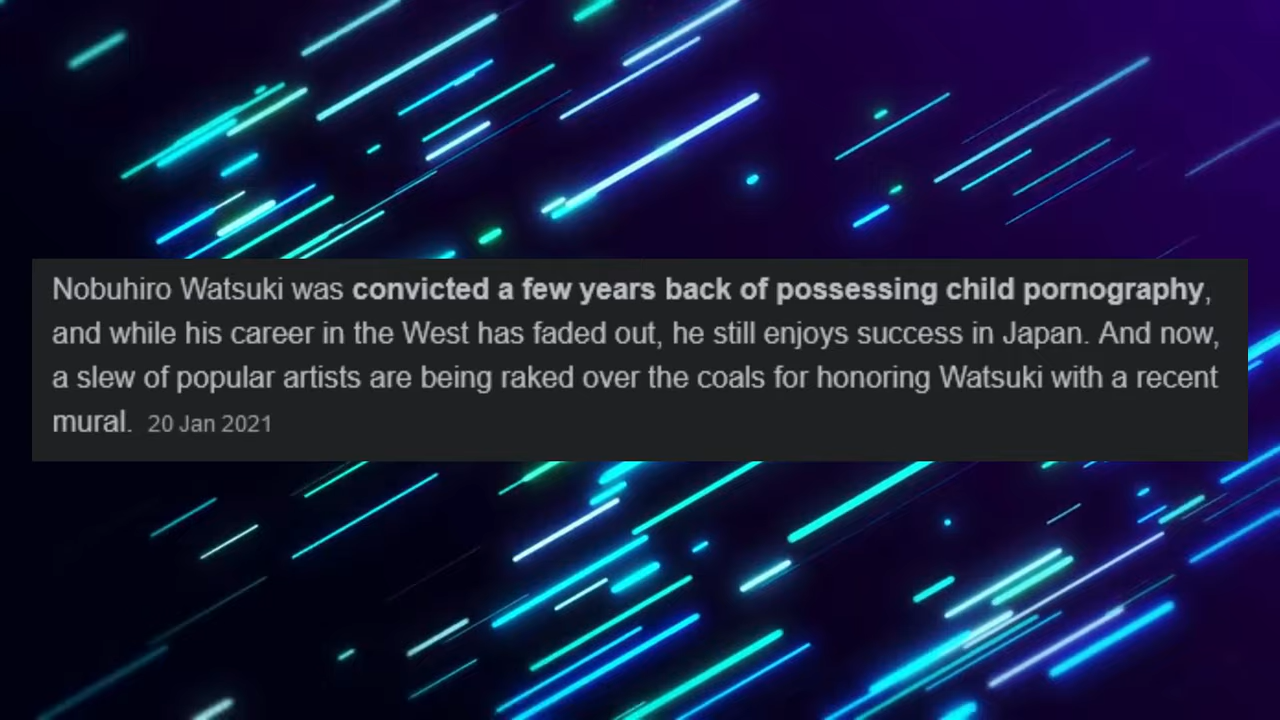 Nobuhiro Watsuki was convicted a few years back of possessing child pornography,
and while his career in the West has faded out, he still enjoys success in Japan. And now,
a slew of popular artists are being raked over the coals for honoring Watsuki with a recent
mural. 20 Jan 2021